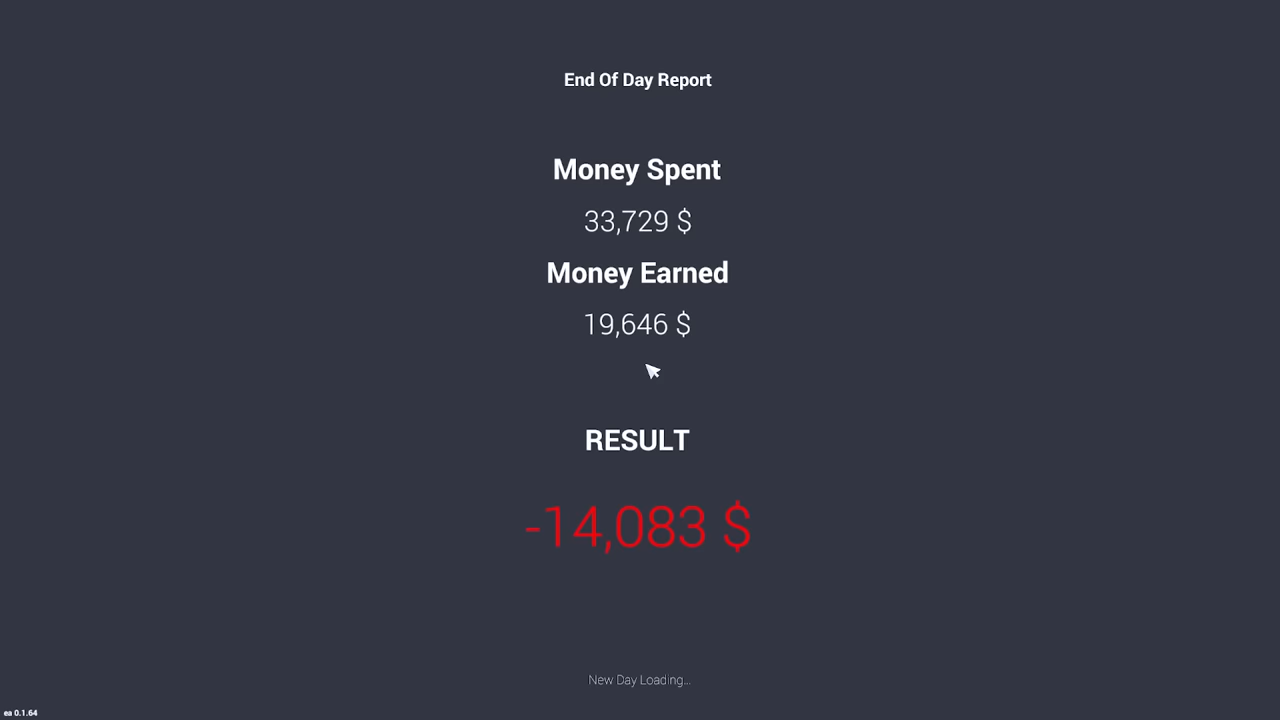 End Of Day Report
Money Spent
33,729 $
Money Earned
19,646 $
RESULT
-14,083 $
New Day Loading...
ea 0.1.64